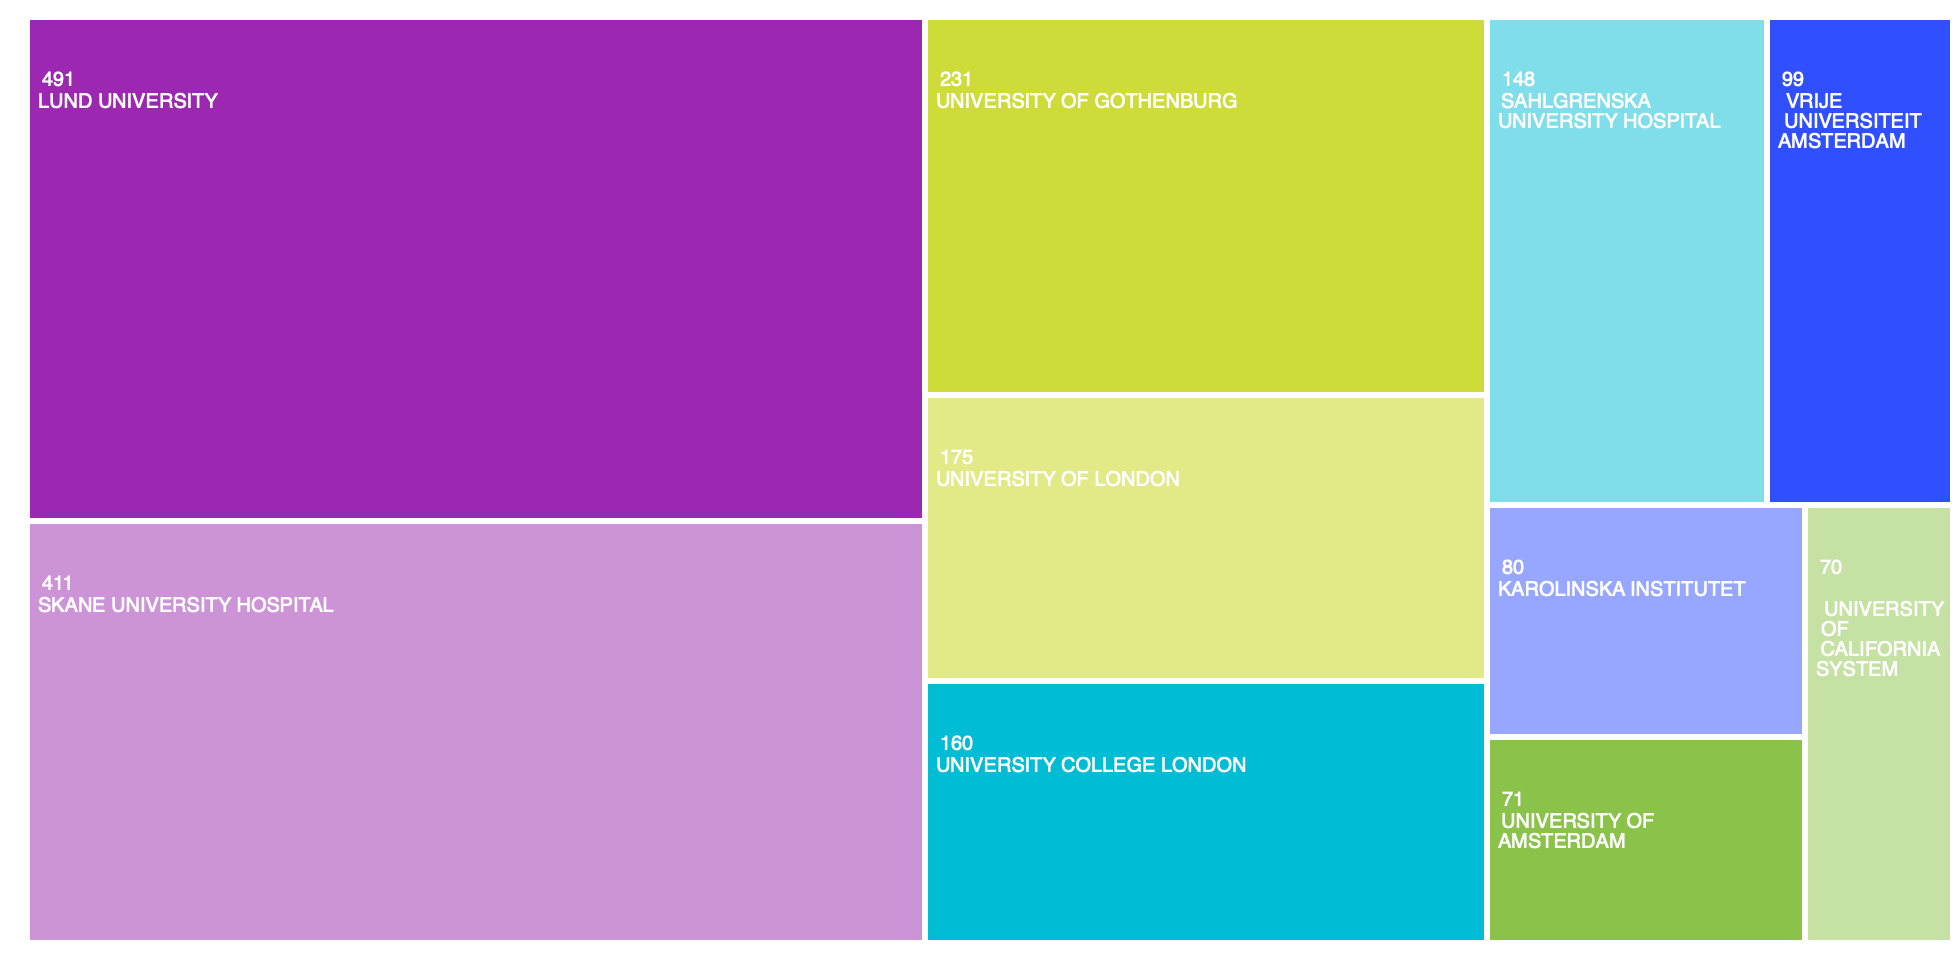 491
LUND UNIVERSITY
411
SKANE UNIVERSITY HOSPITAL
231
UNIVERSITY OF GOTHENBURG
175
UNIVERSITY OF LONDON
160
UNIVERSITY COLLEGE LONDON
148
SAHLGRENSKA
UNIVERSITY HOSPITAL
99
VRIJE
UNIVERSITEIT
AMSTERDAM
80
KAROLINSKA INSTITUTET
71
UNIVERSITY OF
AMSTERDAM
70
UNIVERSITY
OF
CALIFORNIA
SYSTEM